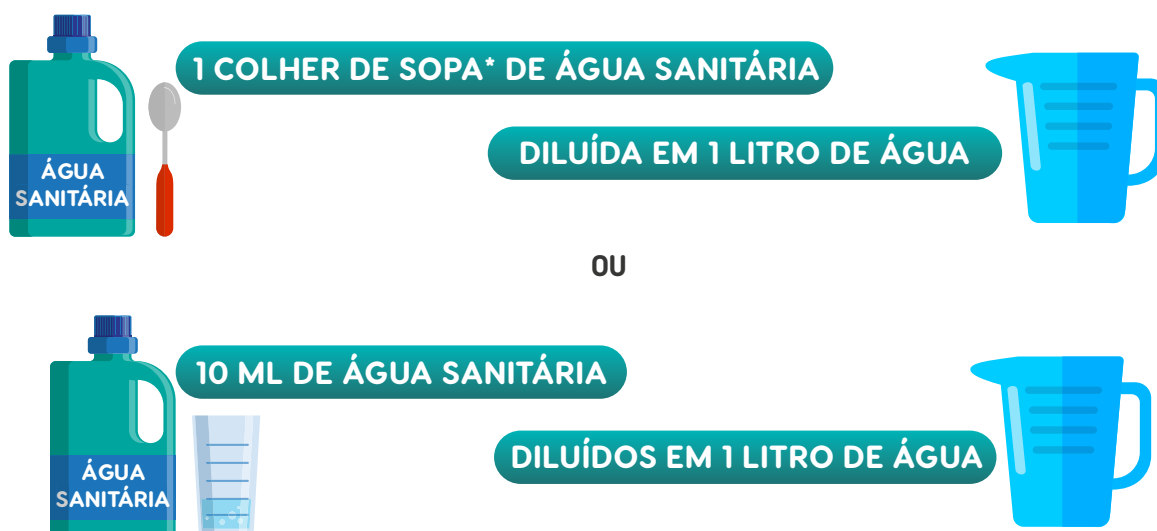 1 COLHER DE SOPA* DE ÁGUA SANITÁRIA
DILUÍDA EM 1 LITRO DE ÁGUA
ÁGUA
SANITÁRIA
OU
10 ML DE ÁGUA SANITÁRIA
DILUÍDOS EM 1 LITRO DE ÁGUA
ÁGUA
SANITÁRIA